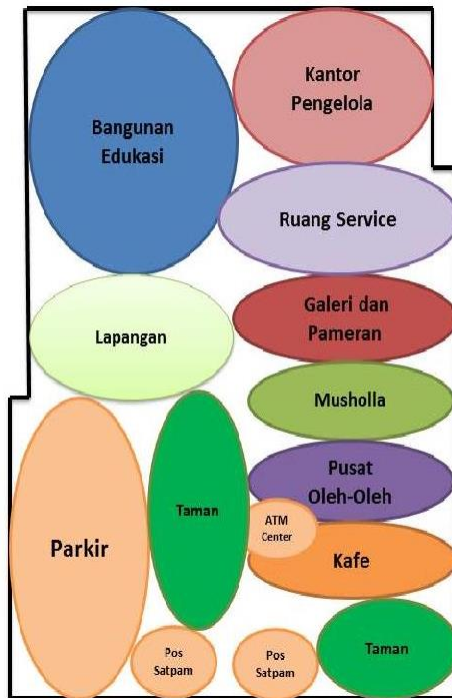 Kantor
Pengelola
Bangunan
Edukasi
Ruang Service
Galeri dan
Pameran
Lapangan
Musholla
Pusat
Oleh-Oleh
Taman
ATM
Center
Parkir
Kafe
Pos
Satpam
Pos
Satpam
Taman